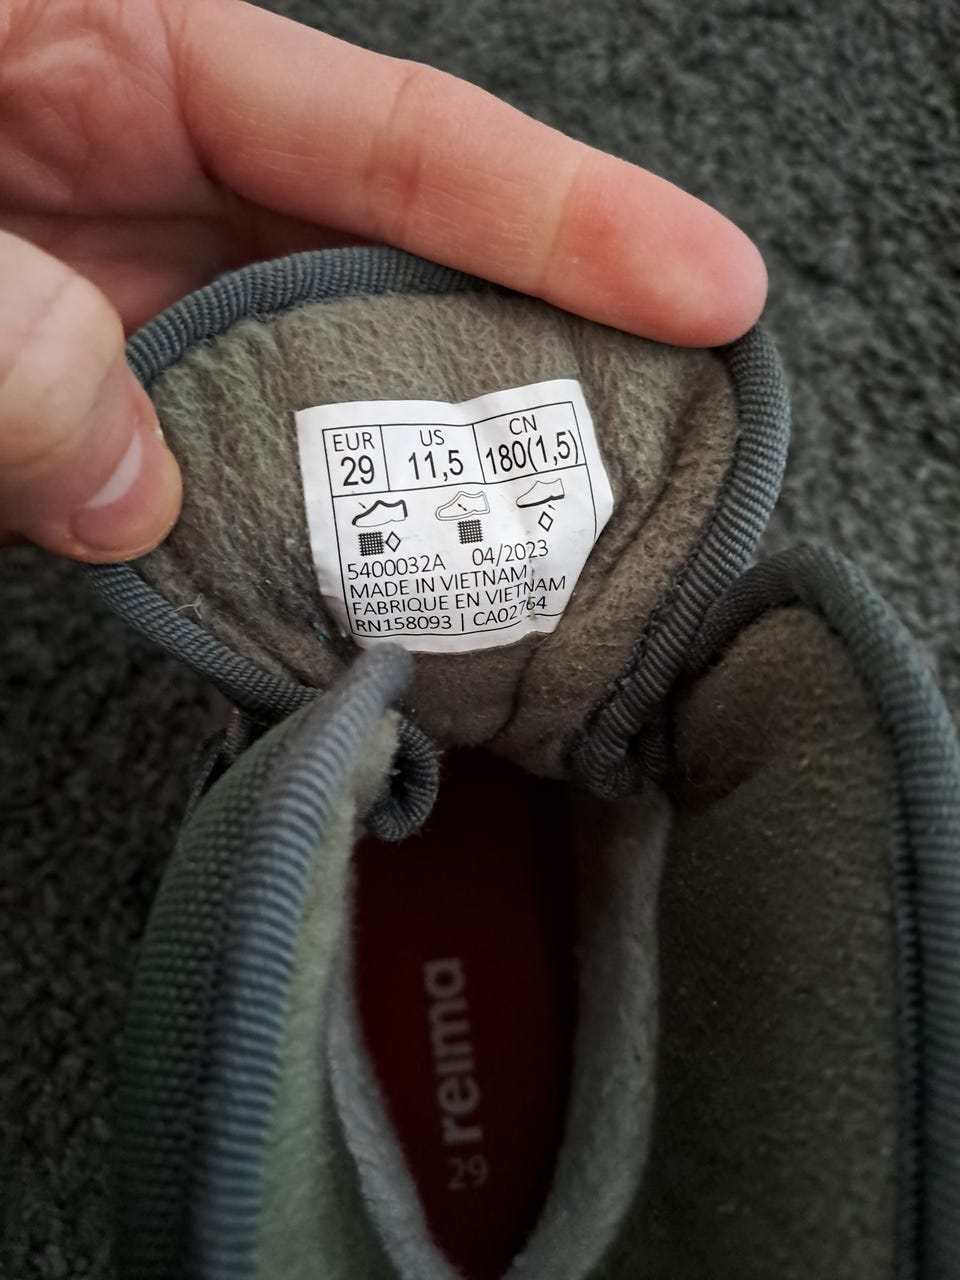 EUR US CN
29 11,5 180(1,5)
5400032A 04/2023
MADE IN VIETNAM
FABRIQUE EN VIETNAM
RN158093 | CA02764
reima
29